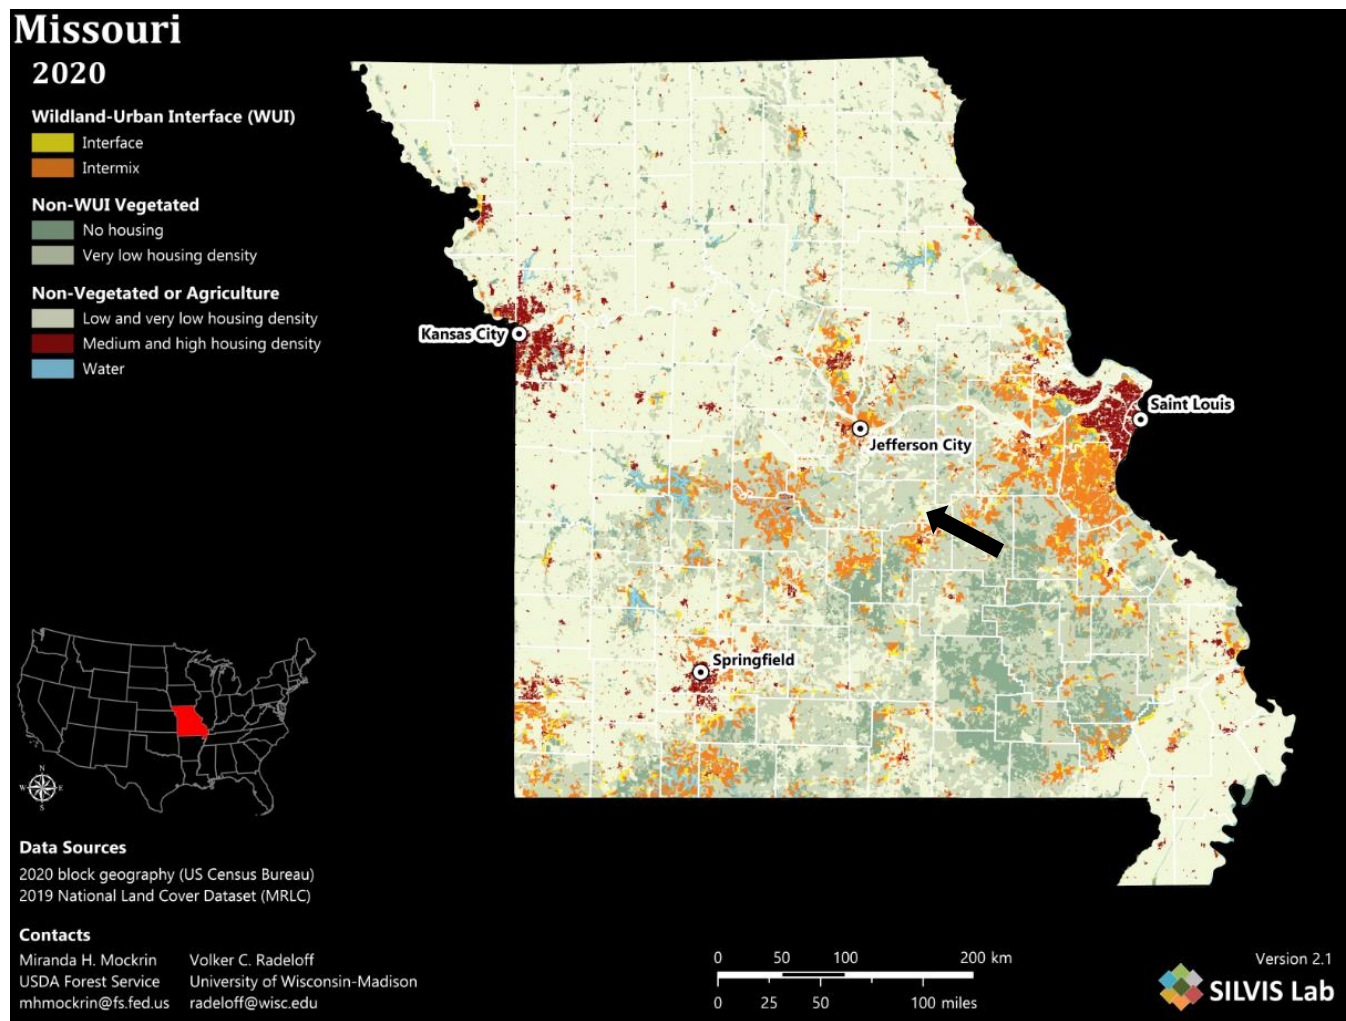 Missouri
2020
Wildland-Urban Interface (WUI)
Interface
Intermix
Non-WUI Vegetated
No housing
Very low housing density
Non-Vegetated or Agriculture
Low and very low housing density
Medium and high housing density
Water
Kansas City
Saint Louis
Jefferson City
Springfield
N
W E
S
Data Sources
2020 block geography (US Census Bureau)
2019 National Land Cover Dataset (MRLC)
Contacts
Miranda H. Mockrin
USDA Forest Service
mhmockrin@fs.fed.us
Volker C. Radeloff
University of Wisconsin-Madison
radeloff@wisc.edu
0 50 100 200 km
0 25 50 100 miles
Version 2.1
SILVIS Lab